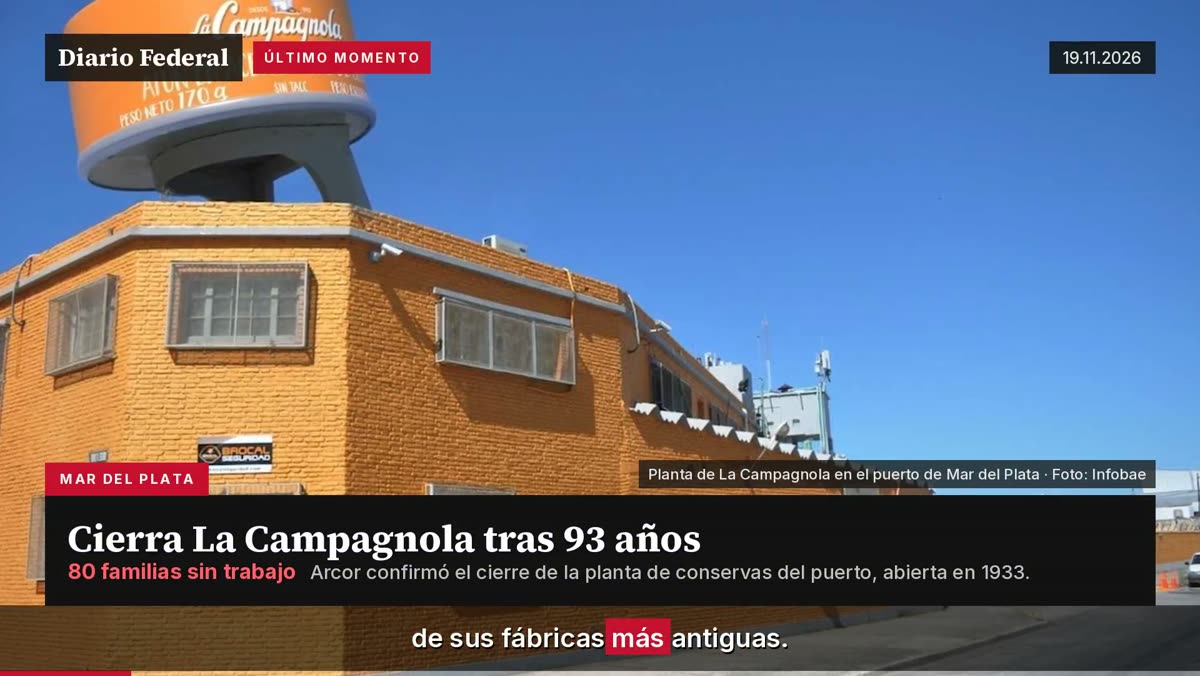 La Campagnola
Diario Federal
ÚLTIMO MOMENTO
19.11.2026
PESO NETO 170 g
SIN TACC
BROCAL
SEGURIDAD
MAR DEL PLATA
Planta de La Campagnola en el puerto de Mar del Plata · Foto: Infobae
Cierra La Campagnola tras 93 años
80 familias sin trabajo Arcor confirmó el cierre de la planta de conservas del puerto, abierta en 1933.
de sus fábricas más antiguas.